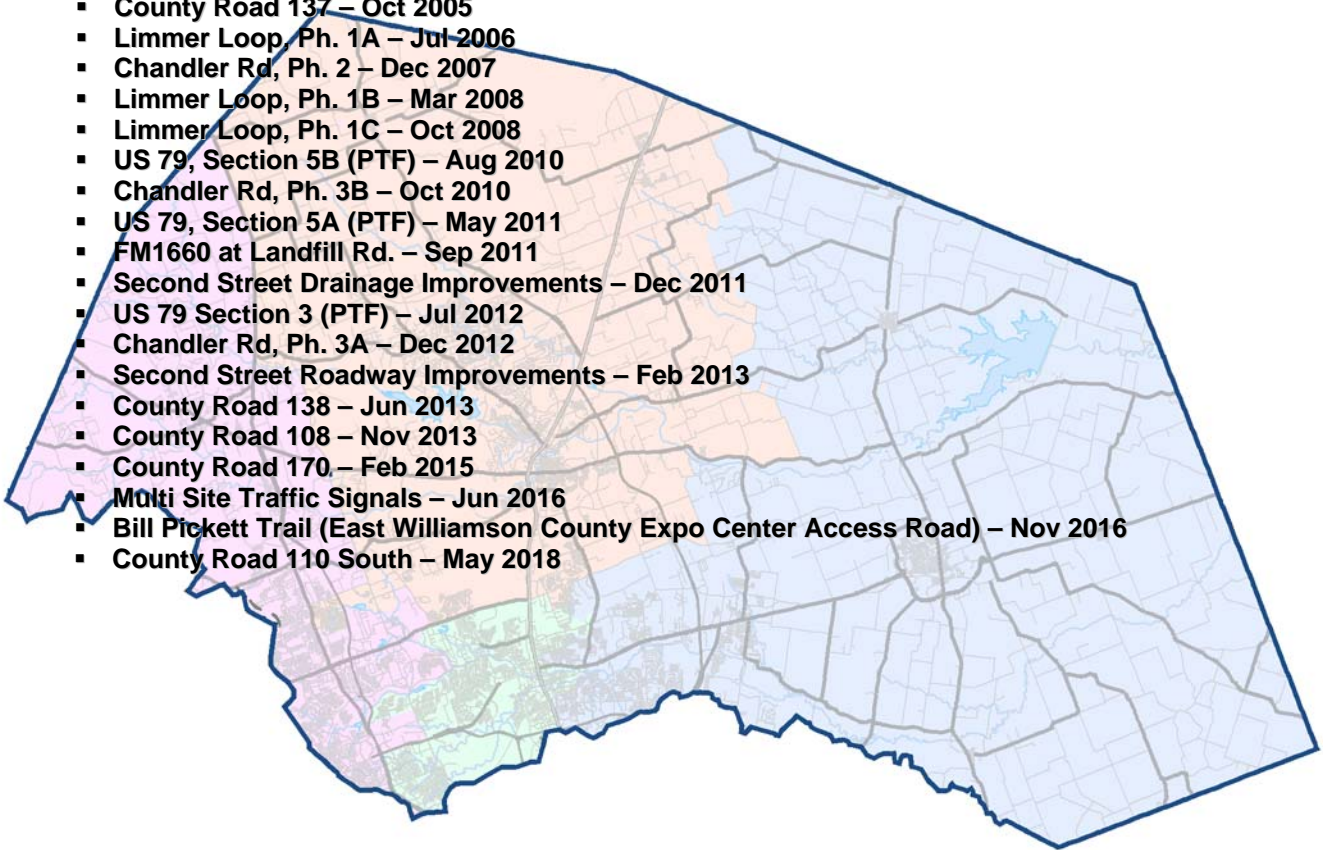 ▪ County Road 137 – Oct 2005
▪ Limmer Loop, Ph. 1A – Jul 2006
▪ Chandler Rd, Ph. 2 – Dec 2007
▪ Limmer Loop, Ph. 1B – Mar 2008
▪ Limmer Loop, Ph. 1C – Oct 2008
▪ US 79, Section 5B (PTF) – Aug 2010
▪ Chandler Rd, Ph. 3B – Oct 2010
▪ US 79, Section 5A (PTF) – May 2011
▪ FM1660 at Landfill Rd. – Sep 2011
▪ Second Street Drainage Improvements – Dec 2011
▪ US 79 Section 3 (PTF) – Jul 2012
▪ Chandler Rd, Ph. 3A – Dec 2012
▪ Second Street Roadway Improvements – Feb 2013
▪ County Road 138 – Jun 2013
▪ County Road 108 – Nov 2013
▪ County Road 170 – Feb 2015
▪ Multi Site Traffic Signals – Jun 2016
▪ Bill Pickett Trail (East Williamson County Expo Center Access Road) – Nov 2016
▪ County Road 110 South – May 2018